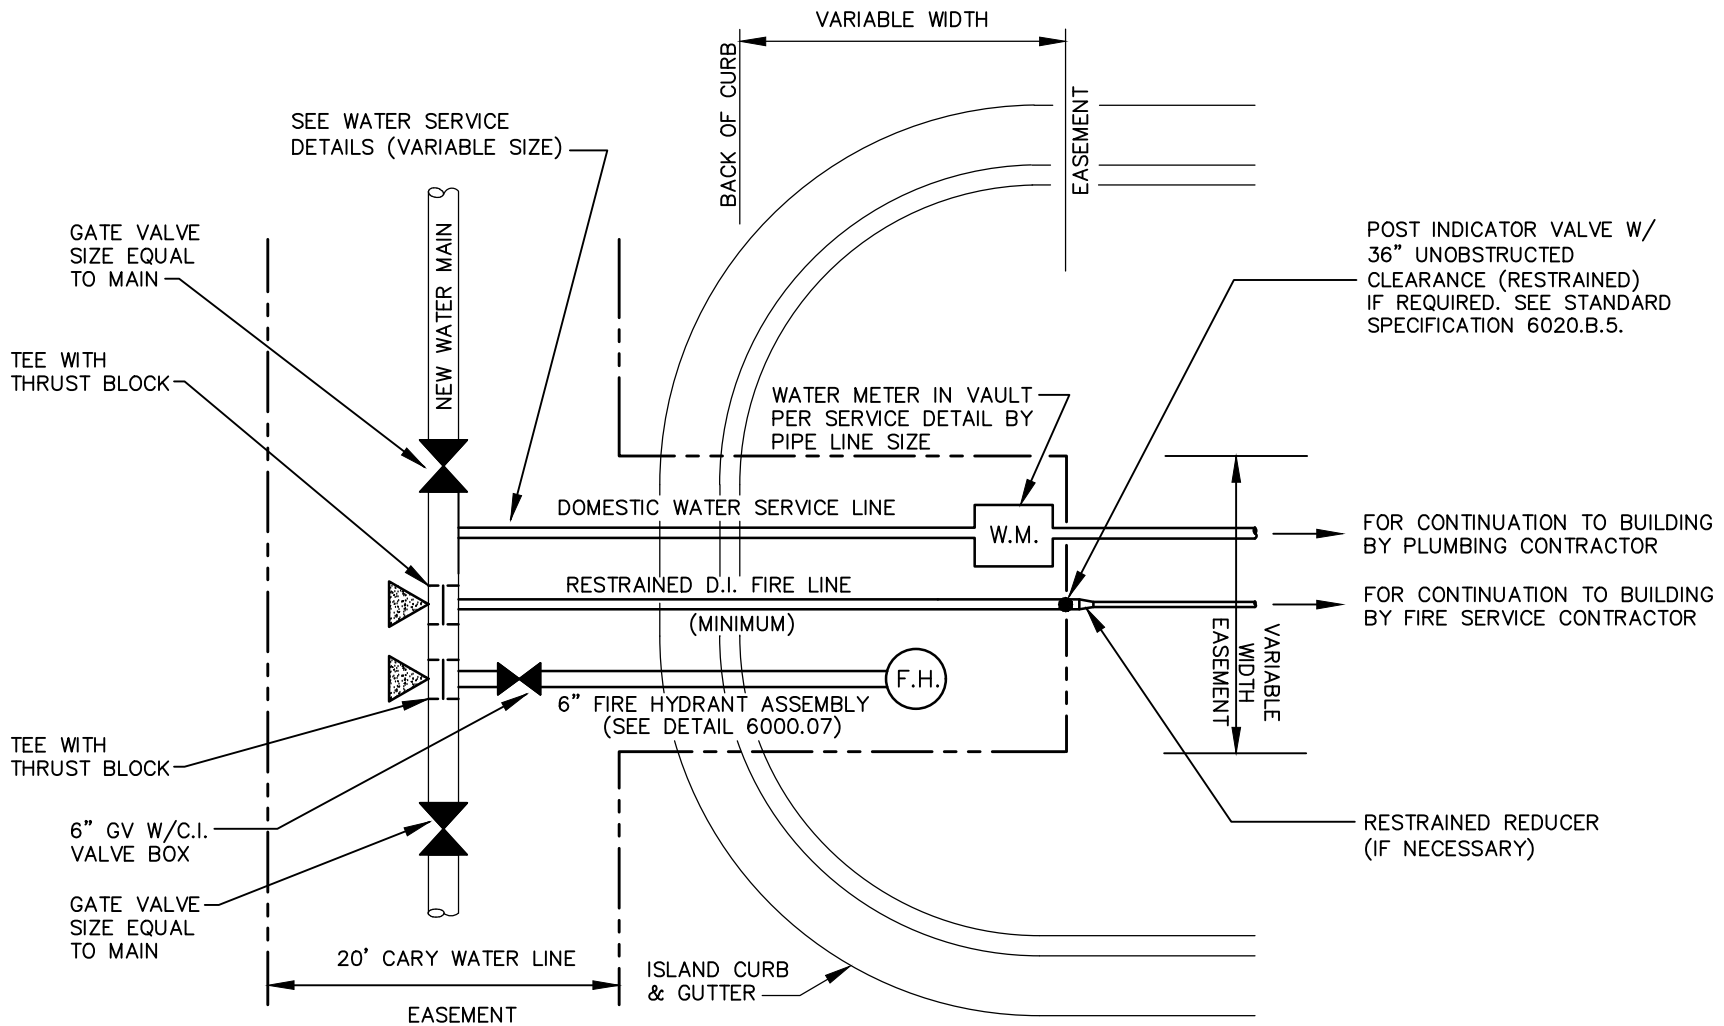 VARIABLE WIDTH
BACK OF CURB
EASEMENT
SEE WATER SERVICE
DETAILS (VARIABLE SIZE)
GATE VALVE
SIZE EQUAL
TO MAIN
NEW WATER MAIN
POST INDICATOR VALVE W/
36” UNOBSTRUCTED
CLEARANCE (RESTRAINED)
IF REQUIRED. SEE STANDARD
SPECIFICATION 6020.B.5.
TEE WITH
THRUST BLOCK
WATER METER IN VAULT
PER SERVICE DETAIL BY
PIPE LINE SIZE
DOMESTIC WATER SERVICE LINE
W.M.
FOR CONTINUATION TO BUILDING
BY PLUMBING CONTRACTOR
RESTRAINED D.I. FIRE LINE
(MINIMUM)
FOR CONTINUATION TO BUILDING
BY FIRE SERVICE CONTRACTOR
VARIABLE
WIDTH
EASEMENT
F.H.
6” FIRE HYDRANT ASSEMBLY
(SEE DETAIL 6000.07)
TEE WITH
THRUST BLOCK
6” GV W/C.I.
VALVE BOX
RESTRAINED REDUCER
(IF NECESSARY)
GATE VALVE
SIZE EQUAL
TO MAIN
20’ CARY WATER LINE
EASEMENT
ISLAND CURB
& GUTTER